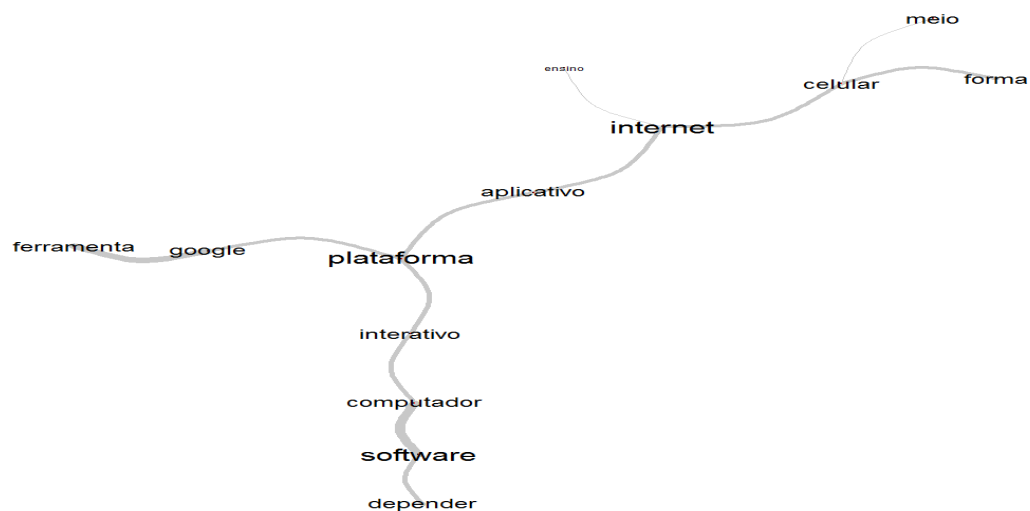 meio
ensino
forma
celular
internet
aplicativo
ferramenta
google
plataforma
interativo
computador
software
depender